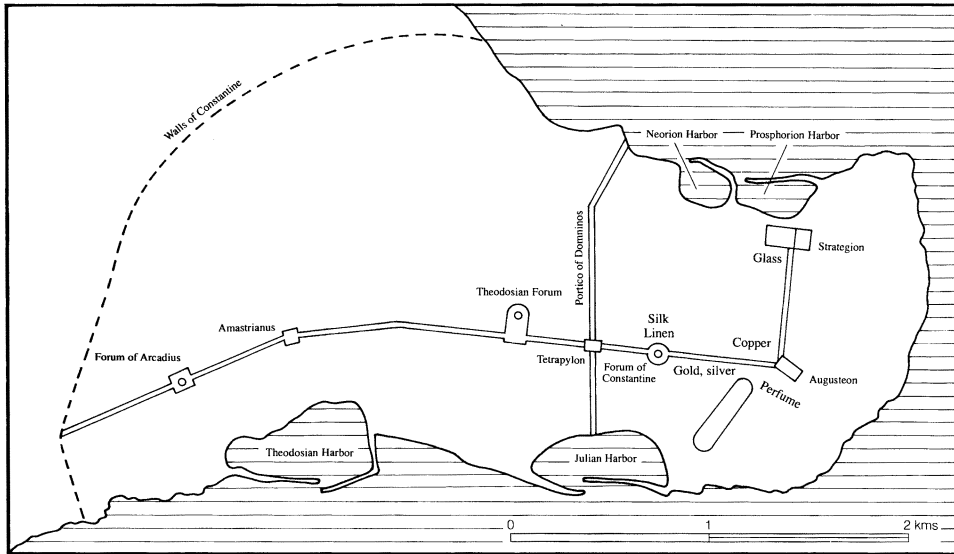 Walls of Constantine
Neorion Harbor
Prosphorion Harbor
Portico of Domninos
Glass
Strategion
Theodosian Forum
Silk
Linen
Amastrianus
Copper
Forum of Arcadius
Tetrapylon
Forum of
Constantine
Gold, silver
Perfume
Augusteon
Theodosian Harbor
Julian Harbor
0 1 2 kms